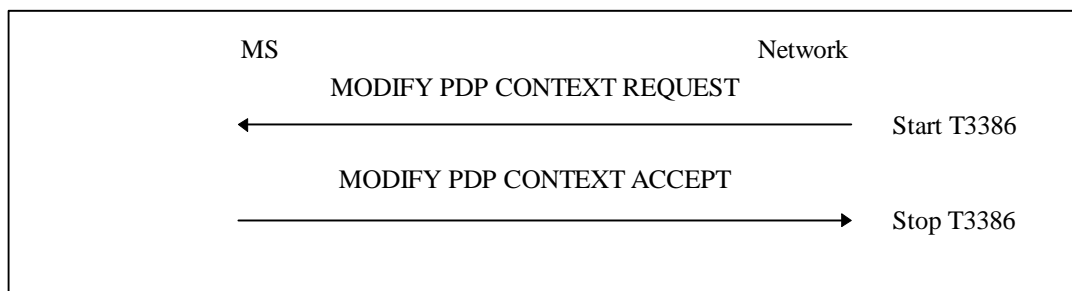 MS Network
MODIFY PDP CONTEXT REQUEST
Start T3386
MODIFY PDP CONTEXT ACCEPT
Stop T3386